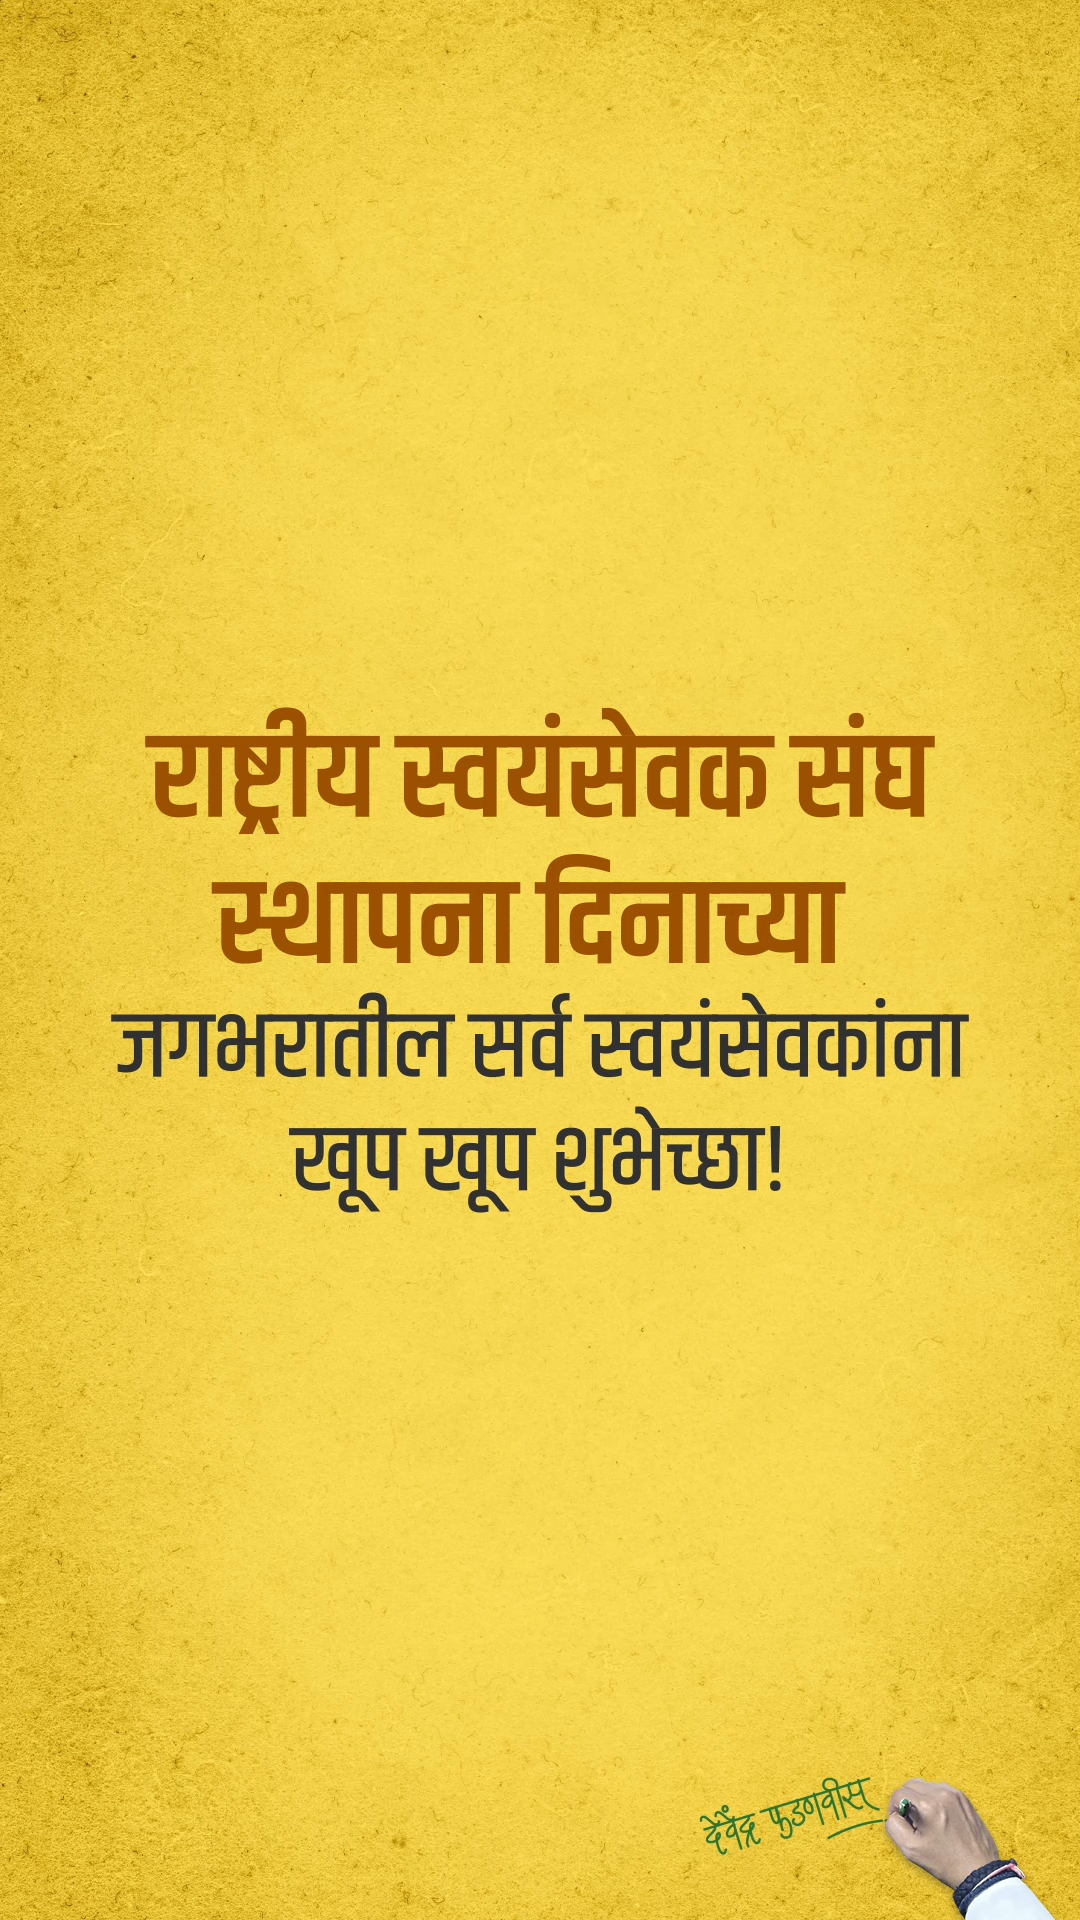 राष्ट्रीय स्वयंसेवक संघ
स्थापना दिनाच्या
जगभरातील सर्व स्वयंसेवकांना
खूप खूप शुभेच्छा!
देवेंद्र फडणवीस